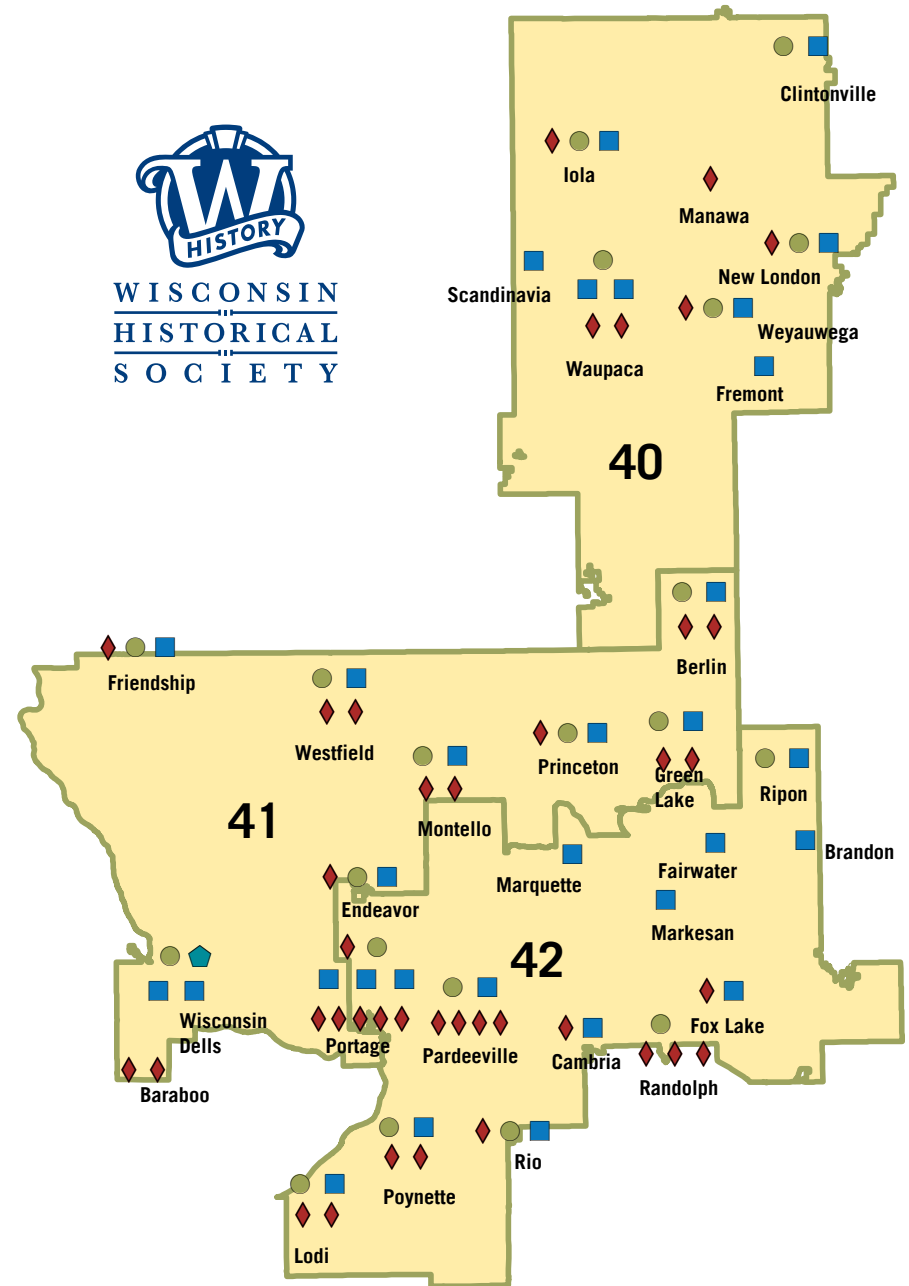 Clintonville
Iola
Manawa
W
HISTORY
WISCONSIN
HISTORICAL
SOCIETY
New London
Scandinavia
Weyauwega
Waupaca
Fremont
40
Berlin
Friendship
Westfield
Princeton
Green
Lake
Ripon
Montello
41
Brandon
Fairwater
Marquette
Endeavor
Markesan
42
Wisconsin
Dells
Fox Lake
Portage
Pardeeville
Cambria
Randolph
Baraboo
Rio
Poynette
Lodi